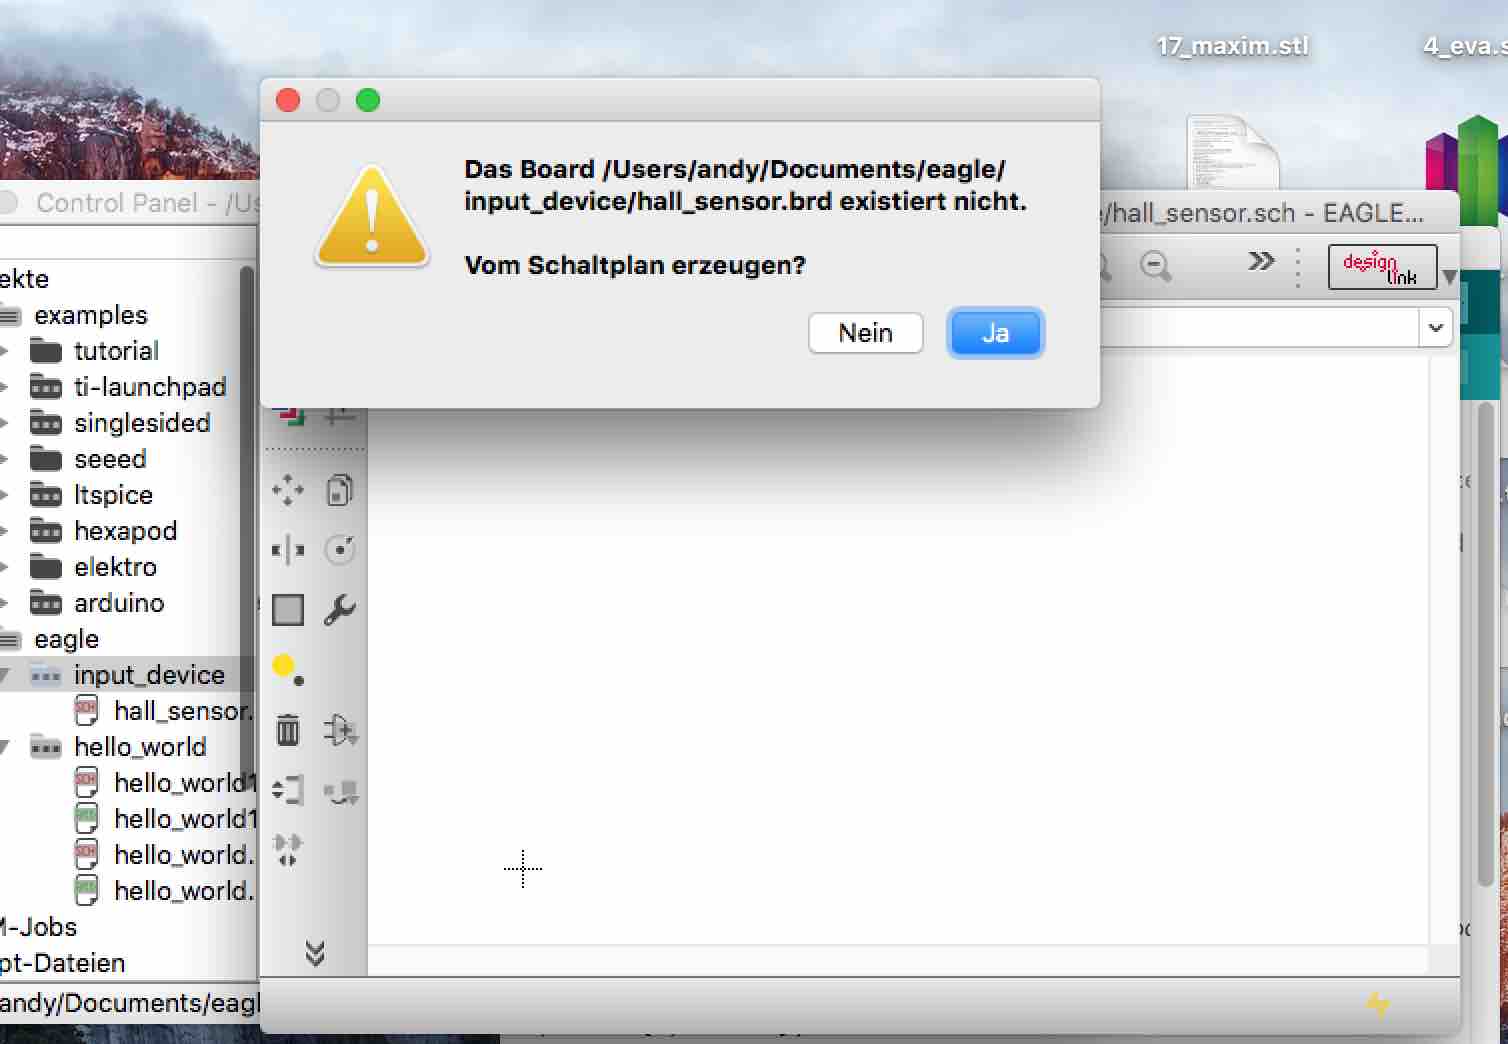 17_maxim.stl
4_eva.s
Das Board /Users/andy/Documents/eagle/
input_device/hall_sensor.brd existiert nicht.
Vom Schaltplan erzeugen?
Nein
Ja
Control Panel - /Us
/hall_sensor.sch - EAGLE...
design
link
ekte
examples
tutorial
ti-launchpad
singlesided
seeed
ltspice
hexapod
elektro
arduino
eagle
input_device
hall_sensor.
hello_world
hello_world1
hello_world1
hello_world.
hello_world.
M-Jobs
pt-Dateien
andy/Documents/eagl